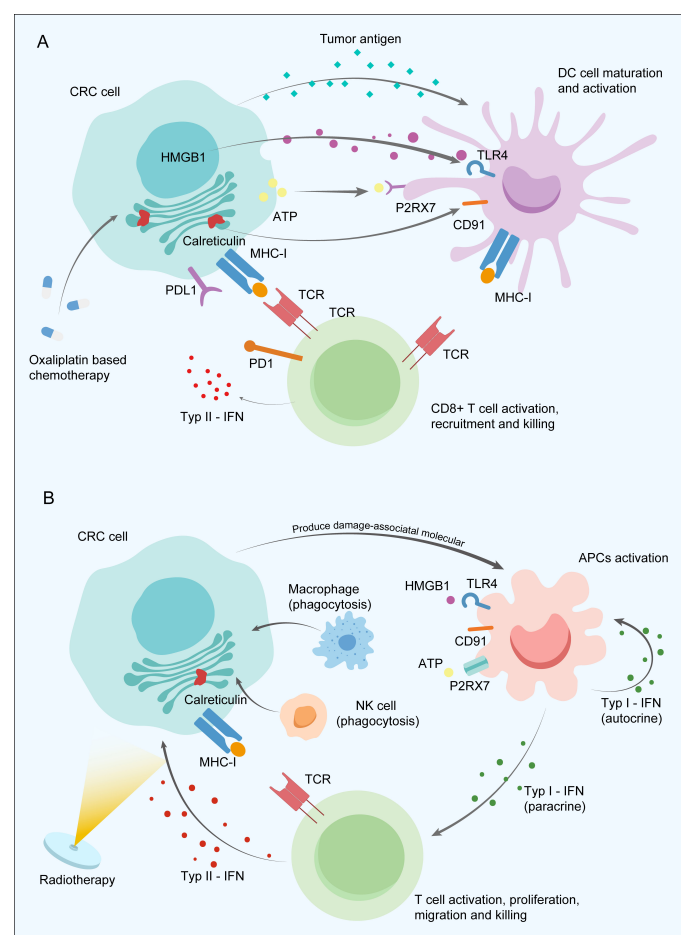 A
Tumor antigen
CRC cell
DC cell maturation
and activation
HMGB1
TLR4
ATP
P2RX7
CD91
Calreticulin
MHC-I
PDL1
MHC-I
TCR
TCR
TCR
Oxaliplatin based
chemotherapy
PD1
Typ II - IFN
CD8+ T cell activation,
recruitment and killing
B
Produce damage-associatal molecular
CRC cell
APCs activation
Macrophage
(phagocytosis)
HMGB1
TLR4
CD91
ATP
P2RX7
Calreticulin
NK cell
(phagocytosis)
Typ I - IFN
(autocrine)
MHC-I
TCR
Typ I - IFN
(paracrine)
Radiotherapy
Typ II - IFN
T cell activation, proliferation,
migration and killing